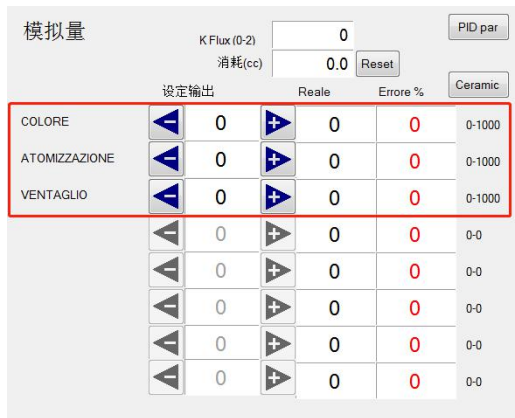 模拟量 K Flux (0-2) 0 PID par
消耗(cc) 0.0 Reset
设定输出 Reale Errore % Ceramic
COLORE 0 0 0 0-1000
ATOMIZZAZIONE 0 0 0 0-1000
VENTAGLIO 0 0 0 0-1000
0 0 0 0-0
0 0 0 0-0
0 0 0 0-0
0 0 0 0-0
0 0 0 0-0